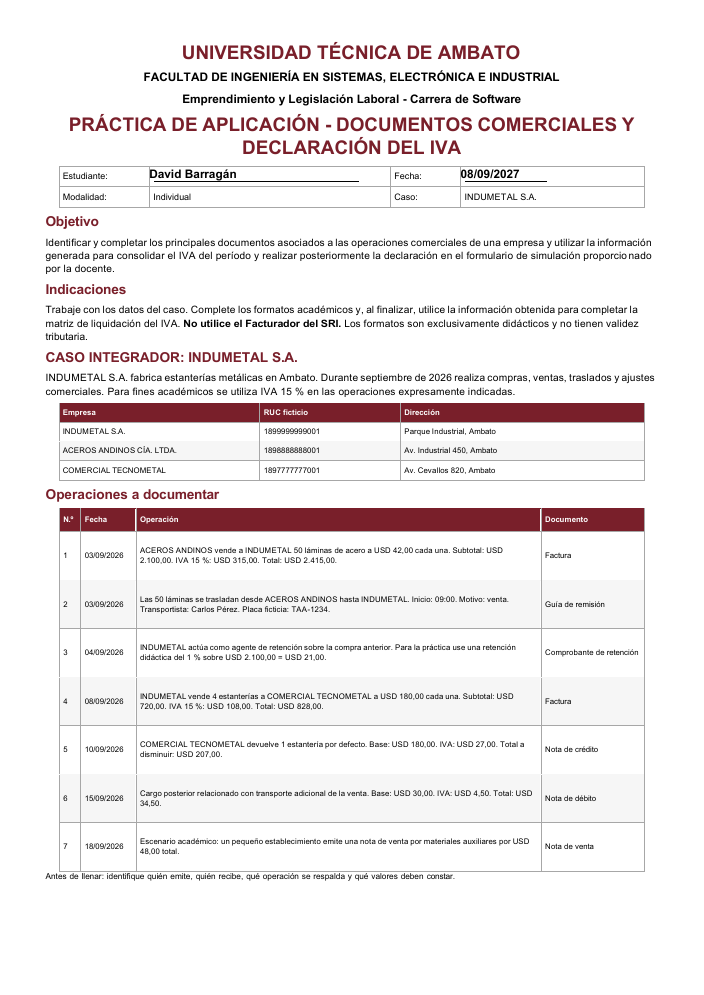 UNIVERSIDAD TÉCNICA DE AMBATO
FACULTAD DE INGENIERÍA EN SISTEMAS, ELECTRÓNICA E INDUSTRIAL
Emprendimiento y Legislación Laboral - Carrera de Software
PRÁCTICA DE APLICACIÓN - DOCUMENTOS COMERCIALES Y
DECLARACIÓN DEL IVA
Estudiante: David Barragán Fecha: 08/09/2027
Modalidad: Individual Caso: INDUMETAL S.A.
Objetivo
Identificar y completar los principales documentos asociados a las operaciones comerciales de una empresa y utilizar la información
generada para consolidar el IVA del período y realizar posteriormente la declaración en el formulario de simulación proporcionado
por la docente.
Indicaciones
Trabaje con los datos del caso. Complete los formatos académicos y, al finalizar, utilice la información obtenida para completar la
matriz de liquidación del IVA. No utilice el Facturador del SRI. Los formatos son exclusivamente didácticos y no tienen validez
tributaria.
CASO INTEGRADOR: INDUMETAL S.A.
INDUMETAL S.A. fabrica estanterías metálicas en Ambato. Durante septiembre de 2026 realiza compras, ventas, traslados y ajustes
comerciales. Para fines académicos se utiliza IVA 15 % en las operaciones expresamente indicadas.
Empresa RUC ficticio Dirección
INDUMETAL S.A. 1899999999001 Parque Industrial, Ambato
ACEROS ANDINOS CÍA. LTDA. 1898888888001 Av. Industrial 450, Ambato
COMERCIAL TECNOMETAL 1897777777001 Av. Cevallos 820, Ambato
Operaciones a documentar
N.º Fecha Operación Documento
1 03/09/2026 ACEROS ANDINOS vende a INDUMETAL 50 láminas de acero a USD 42,00 cada una. Subtotal: USD
2.100,00. IVA 15 %: USD 315,00. Total: USD 2.415,00. Factura
2 03/09/2026 Las 50 láminas se trasladan desde ACEROS ANDINOS hasta INDUMETAL. Inicio: 09:00. Motivo: venta.
Transportista: Carlos Pérez. Placa ficticia: TAA-1234. Guía de remisión
3 04/09/2026 INDUMETAL actúa como agente de retención sobre la compra anterior. Para la práctica use una retención
didáctica del 1 % sobre USD 2.100,00 = USD 21,00. Comprobante de retención
4 08/09/2026 INDUMETAL vende 4 estanterías a COMERCIAL TECNOMETAL a USD 180,00 cada una. Subtotal: USD
720,00. IVA 15 %: USD 108,00. Total: USD 828,00. Factura
5 10/09/2026 COMERCIAL TECNOMETAL devuelve 1 estantería por defecto. Base: USD 180,00. IVA: USD 27,00. Total a
disminuir: USD 207,00. Nota de crédito
6 15/09/2026 Cargo posterior relacionado con transporte adicional de la venta. Base: USD 30,00. IVA: USD 4,50. Total: USD
34,50. Nota de débito
7 18/09/2026 Escenario académico: un pequeño establecimiento emite una nota de venta por materiales auxiliares por USD
48,00 total. Nota de venta
Antes de llenar: identifique quién emite, quién recibe, qué operación se respalda y qué valores deben constar.